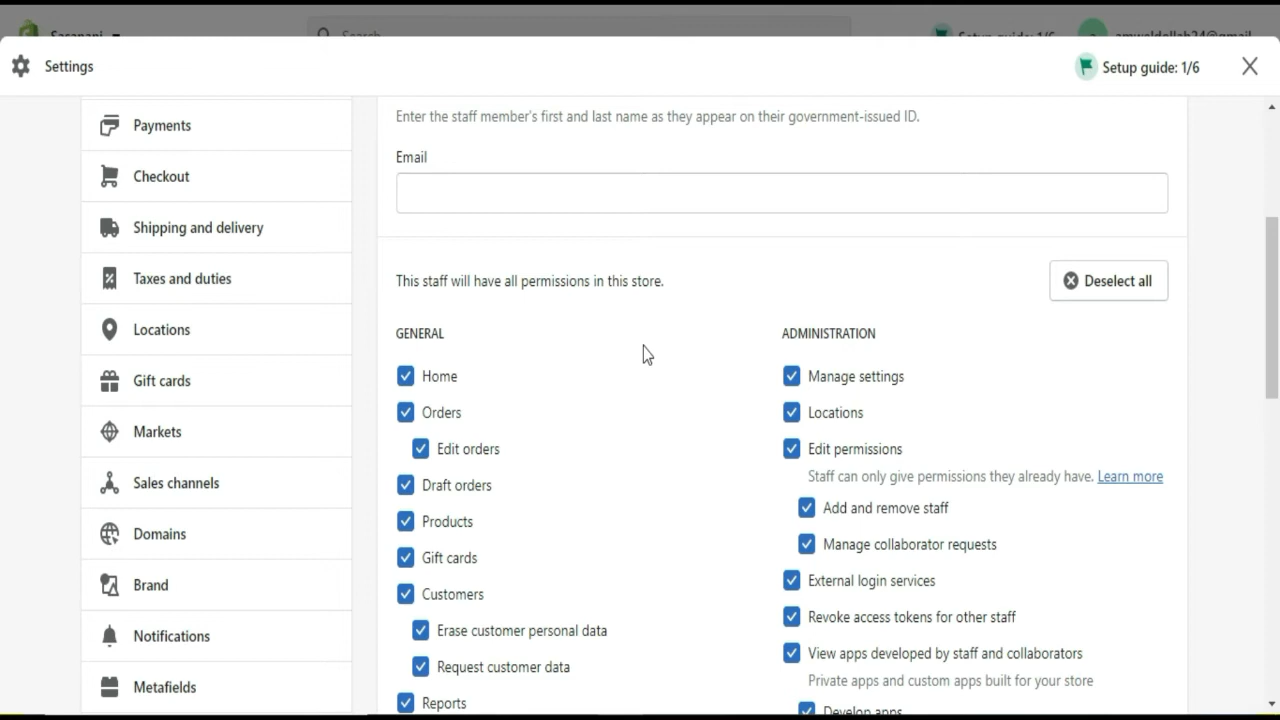 Search
Settings
Setup guide: 1/6
Payments
Checkout
Shipping and delivery
Taxes and duties
Locations
Gift cards
Markets
Sales channels
Domains
Brand
Notifications
Metafields
Enter the staff member's first and last name as they appear on their government-issued ID.
Email
This staff will have all permissions in this store.
Deselect all
GENERAL
Home
Orders
Edit orders
Draft orders
Products
Gift cards
Customers
Erase customer personal data
Request customer data
Reports
ADMINISTRATION
Manage settings
Locations
Edit permissions
Staff can only give permissions they already have. Learn more
Add and remove staff
Manage collaborator requests
External login services
Revoke access tokens for other staff
View apps developed by staff and collaborators
Private apps and custom apps built for your store
Develop apps